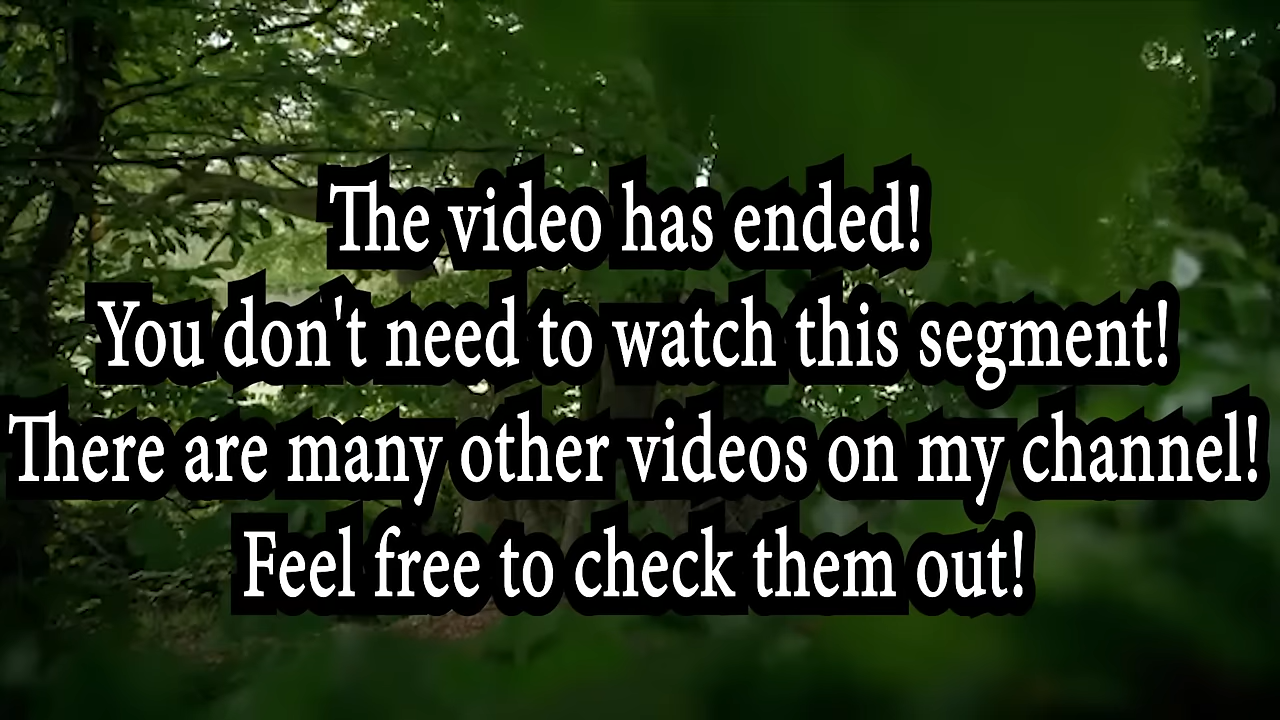 The video has ended!
You don't need to watch this segment!
There are many other videos on my channel!
Feel free to check them out!